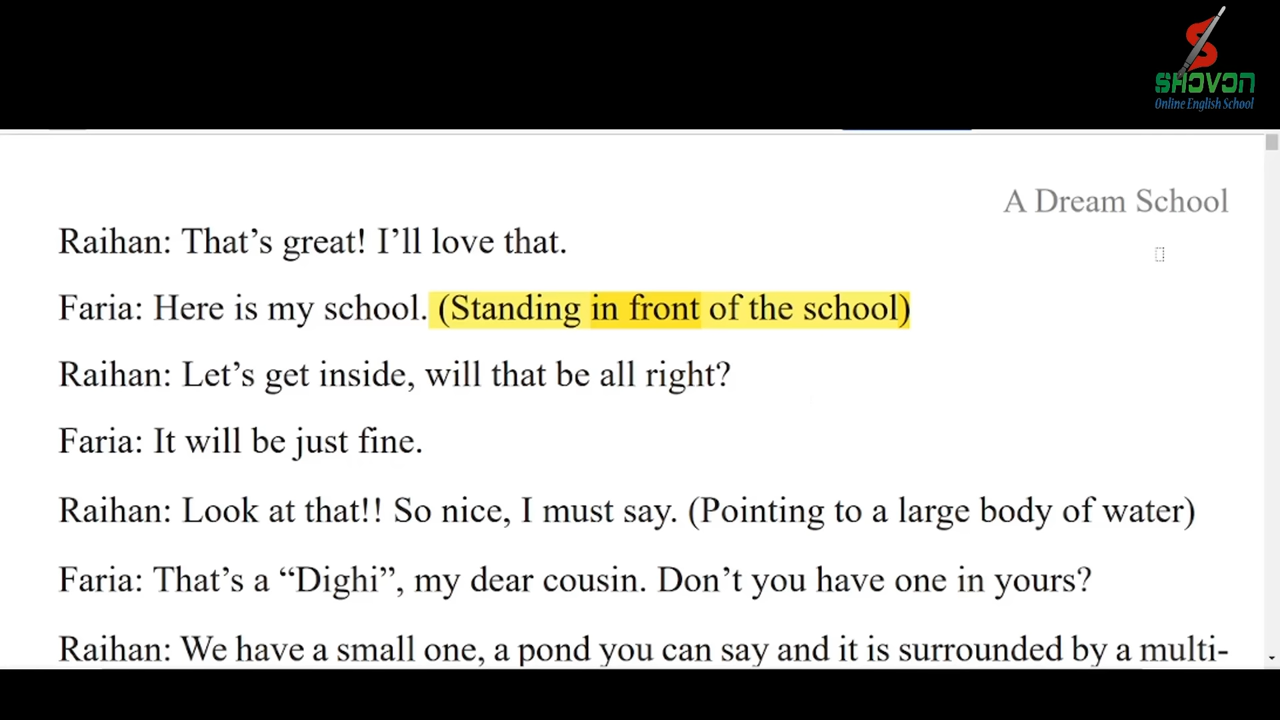 SHOVON
Online English School
A Dream School
Raihan: That’s great! I’ll love that.
Faria: Here is my school. (Standing in front of the school)
Raihan: Let’s get inside, will that be all right?
Faria: It will be just fine.
Raihan: Look at that!! So nice, I must say. (Pointing to a large body of water)
Faria: That’s a “Dighi”, my dear cousin. Don’t you have one in yours?
Raihan: We have a small one, a pond you can say and it is surrounded by a multi-